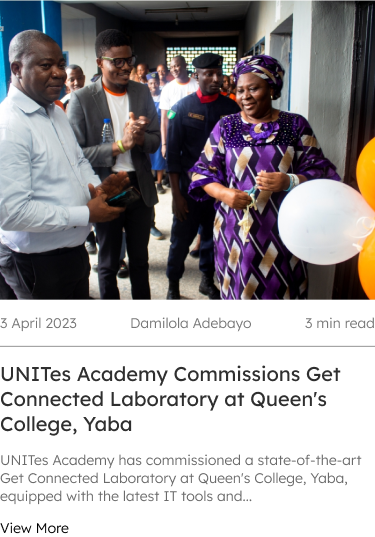 3 April 2023 Damilola Adebayo 3 min read
UNITes Academy Commissions Get
Connected Laboratory at Queen's
College, Yaba
UNITes Academy has commissioned a state-of-the-art
Get Connected Laboratory at Queen's College, Yaba,
equipped with the latest IT tools and...
View More